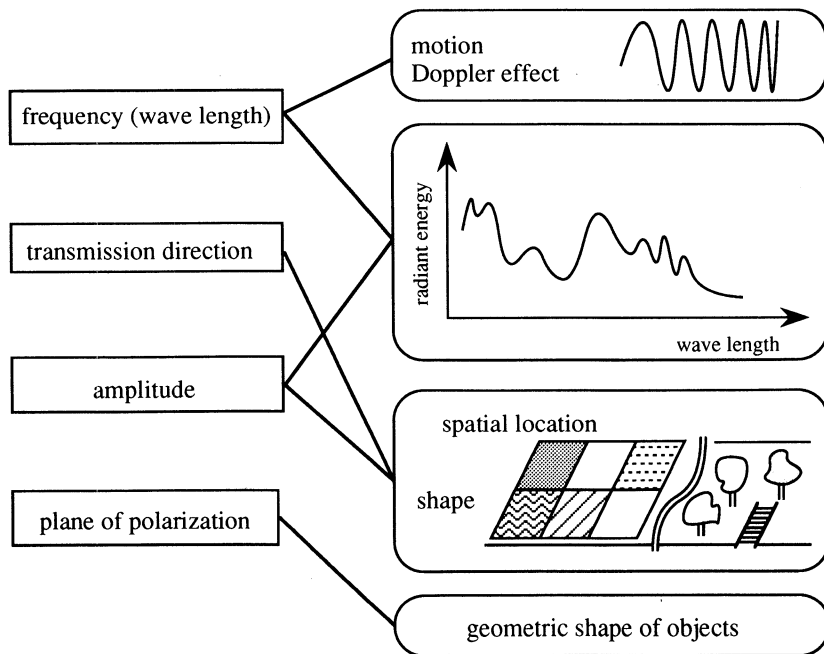 frequency (wave length)
transmission direction
amplitude
plane of polarization
motion
Doppler effect
radiant energy
wave length
spatial location
shape
geometric shape of objects